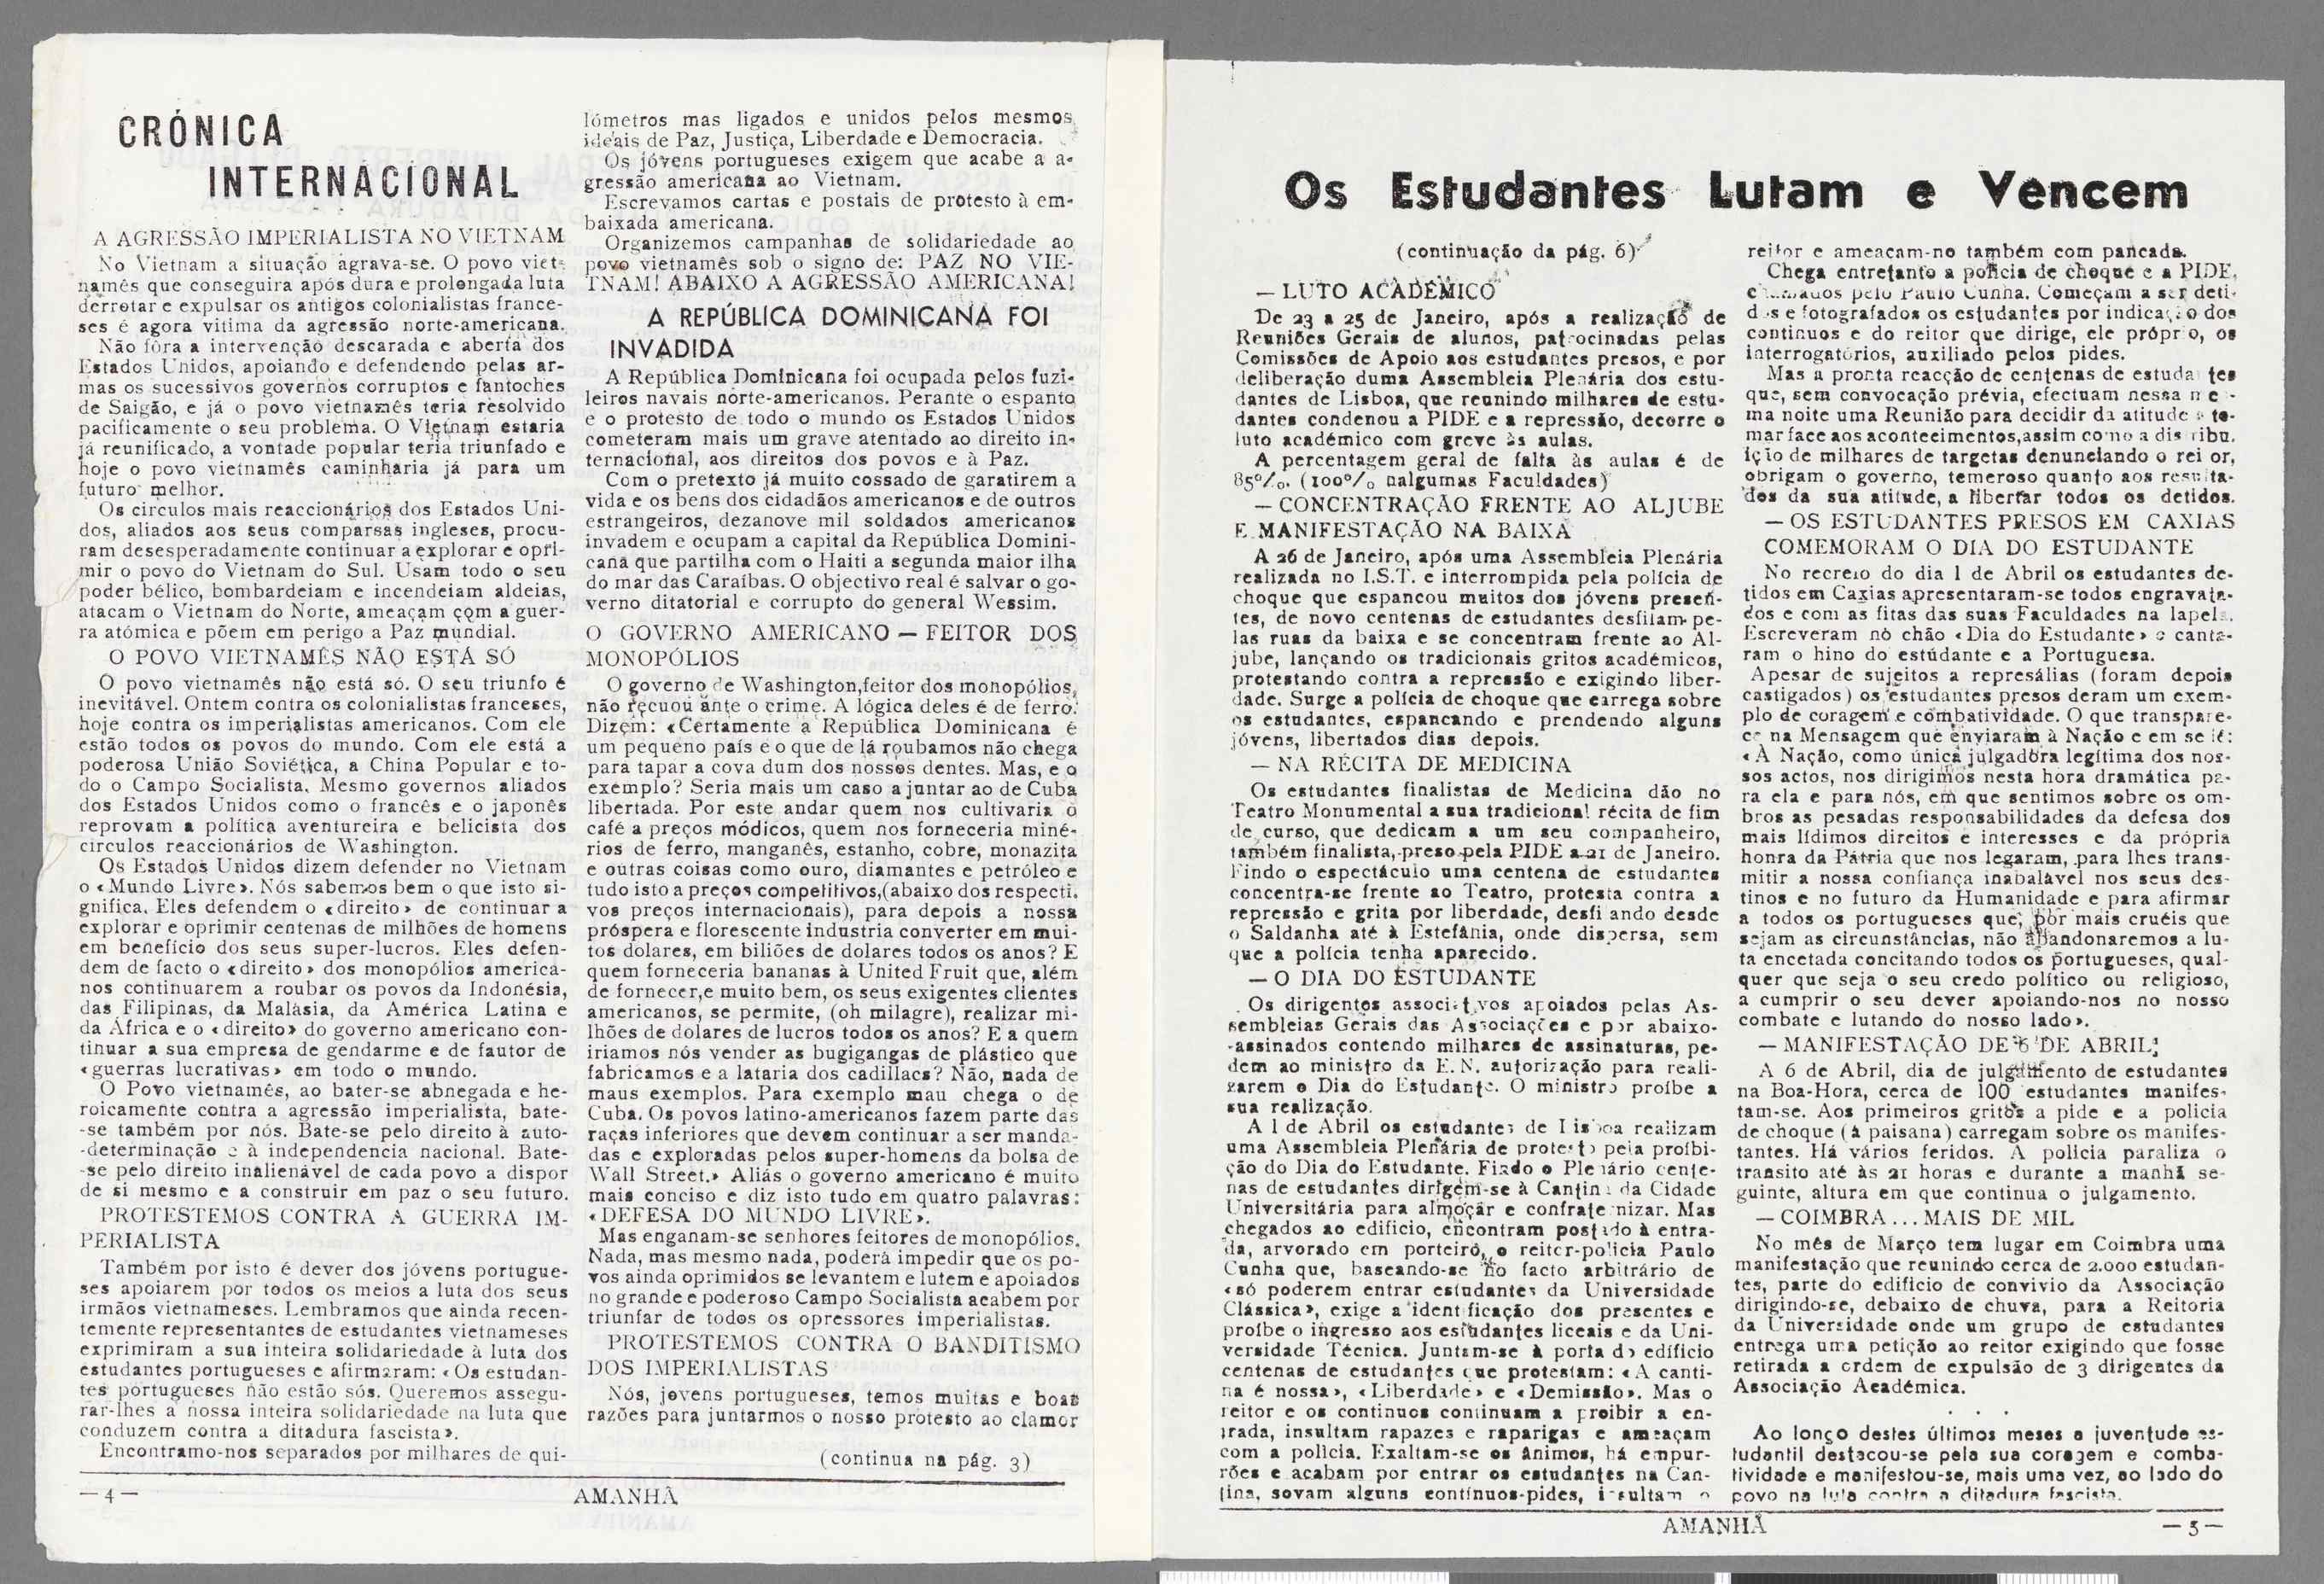 CRÓNICA
INTERNACIONAL
A AGRESSÃO IMPERIALISTA NO VIETNAM
No Vietnam a situação agrava-se. O povo viet-
namês que conseguira após dura e prolongada luta
derrotar e expulsar os antigos colonialistas france-
ses é agora vitima da agressão norte-americana.
Não fôra a intervenção descarada e aberta dos
Estados Unidos, apoiando e defendendo pelas ar-
mas os sucessivos governos corruptos e fantoches
de Saigão, e já o povo vietnamês teria resolvido
pacificamente o seu problema. O Vietnam estaria
já reunificado, a vontade popular teria triunfado e
hoje o povo vietnamês caminharia já para um
futuro melhor.
Os circulos mais reaccionários dos Estados Uni-
dos, aliados aos seus comparsas ingleses, procu-
ram desesperadamente continuar a explorar e opri-
mir o povo do Vietnam do Sul. Usam todo o seu
poder bélico, bombardeiam e incendeiam aldeias,
atacam o Vietnam do Norte, ameaçam com a guer-
ra atómica e põem em perigo a Paz mundial.
O POVO VIETNAMÊS NÃO ESTÁ SÓ
O povo vietnamês não está só. O seu triunfo é
inevitável. Ontem contra os colonialistas franceses,
hoje contra os imperialistas americanos. Com ele
estão todos os povos do mundo. Com ele está a
poderosa União Soviética, a China Popular e to-
do o Campo Socialista. Mesmo governos aliados
dos Estados Unidos como o francês e o japonês
reprovam a política aventureira e belicista dos
circulos reaccionários de Washington.
Os Estados Unidos dizem defender no Vietnam
o «Mundo Livre». Nós sabemos bem o que isto si-
gnifica. Eles defendem o «direito» de continuar a
explorar e oprimir centenas de milhões de homens
em beneficio dos seus super-lucros. Eles defen-
dem de facto o «direito» dos monopólios america-
nos continuarem a roubar os povos da Indonésia,
das Filipinas, da Malásia, da América Latina e
da África e o «direito» do governo americano con-
tinuar a sua empresa de gendarme e de fautor de
«guerras lucrativas» em todo o mundo.
O Povo vietnamês, ao bater-se abnegada e he-
roicamente contra a agressão imperialista, bate-
-se também por nós. Bate-se pelo direito à auto-
-determinação e à independencia nacional. Bate-
-se pelo direito inalienável de cada povo a dispor
de si mesmo e a construir em paz o seu futuro.
PROTESTEMOS CONTRA A GUERRA IM-
PERIALISTA
Também por isto é dever dos jóvens portugue-
ses apoiarem por todos os meios a luta dos seus
irmãos vietnameses. Lembramos que ainda recen-
temente representantes de estudantes vietnameses
exprimiram a sua inteira solidariedade à luta dos
estudantes portugueses e afirmaram: «Os estudan-
tes portugueses não estão sós. Queremos assegu-
rar-lhes a nossa inteira solidariedade na luta que
conduzem contra a ditadura fascista».
Encontramo-nos separados por milhares de qui-
lómetros mas ligados e unidos pelos mesmos
ideais de Paz, Justiça, Liberdade e Democracia.
Os jóvens portugueses exigem que acabe a a-
gressão americana ao Vietnam.
Escrevamos cartas e postais de protesto à em-
baixada americana.
Organizemos campanhas de solidariedade ao
povo vietnamês sob o signo de: PAZ NO VIE-
TNAM! ABAIXO A AGRESSÃO AMERICANA!
A REPÚBLICA DOMINICANA FOI
INVADIDA
A República Dominicana foi ocupada pelos fuzi-
leiros navais norte-americanos. Perante o espanto
e o protesto de todo o mundo os Estados Unidos
cometeram mais um grave atentado ao direito in-
ternacional, aos direitos dos povos e à Paz.
Com o pretexto já muito cossado de garatirem a
vida e os bens dos cidadãos americanos e de outros
estrangeiros, dezanove mil soldados americanos
invadem e ocupam a capital da República Domini-
cana que partilha com o Haiti a segunda maior ilha
do mar das Caraíbas. O objectivo real é salvar o go-
verno ditatorial e corrupto do general Wessim.
O GOVERNO AMERICANO — FEITOR DOS
MONOPÓLIOS
O governo de Washington,feitor dos monopólios,
não recuou ante o crime. A lógica deles é de ferro.
Dizem: «Certamente a República Dominicana é
um pequeno país e o que de lá roubamos não chega
para tapar a cova dum dos nossos dentes. Mas, e o
exemplo? Seria mais um caso a juntar ao de Cuba
libertada. Por este andar quem nos cultivaria o
café a preços módicos, quem nos forneceria miné-
rios de ferro, manganês, estanho, cobre, monazita
e outras coisas como ouro, diamantes e petróleo e
tudo isto a preços competitivos,(abaixo dos respecti.
vos preços internacionais), para depois a nossa
próspera e florescente industria converter em mui-
tos dolares, em biliões de dolares todos os anos? E
quem forneceria bananas à United Fruit que, além
de fornecer,e muito bem, os seus exigentes clientes
americanos, se permite, (oh milagre), realizar mi-
lhões de dolares de lucros todos os anos? E a quem
iriamos nós vender as bugigangas de plástico que
fabricamos e a lataria dos cadillacs? Não, nada de
maus exemplos. Para exemplo mau chega o de
Cuba. Os povos latino-americanos fazem parte das
raças inferiores que devem continuar a ser manda-
das e exploradas pelos super-homens da bolsa de
Wall Street.» Aliás o governo americano é muito
mais conciso e diz isto tudo em quatro palavras:
«DEFESA DO MUNDO LIVRE».
Mas enganam-se senhores feitores de monopólios.
Nada, mas mesmo nada, poderá impedir que os po-
vos ainda oprimidos se levantem e lutem e apoiados
no grande e poderoso Campo Socialista acabem por
triunfar de todos os opressores imperialistas.
PROTESTEMOS CONTRA O BANDITISMO
DOS IMPERIALISTAS
Nós, jovens portugueses, temos muitas e boas
razões para juntarmos o nosso protesto ao clamor
(continua na pág. 3)
— 4 —
AMANHÃ
Os Estudantes Lutam e Vencem
(continuação da pág. 6)
— LUTO ACADÉMICO
De 23 a 25 de Janeiro, após a realização de
Reuniões Gerais de alunos, patrocinadas pelas
Comissões de Apoio aos estudantes presos, e por
deliberação duma Assembleia Plenária dos estu-
dantes de Lisboa, que reunindo milhares de estu-
dantes condenou a PIDE e a repressão, decorre o
luto académico com greve às aulas.
A percentagem geral de falta às aulas é de
85%. (100% nalgumas Faculdades)
— CONCENTRAÇÃO FRENTE AO ALJUBE
E MANIFESTAÇÃO NA BAIXA
A 26 de Janeiro, após uma Assembleia Plenária
realizada no I.S.T. e interrompida pela polícia de
choque que espancou muitos dos jóvens presen-
tes, de novo centenas de estudantes desfilam pe-
las ruas da baixa e se concentram frente ao Al-
jube, lançando os tradicionais gritos académicos,
protestando contra a repressão e exigindo liber-
dade. Surge a polícia de choque que carrega sobre
os estudantes, espancando e prendendo alguns
jóvens, libertados dias depois.
— NA RÉCITA DE MEDICINA
Os estudantes finalistas de Medicina dão no
Teatro Monumental a sua tradicional récita de fim
de curso, que dedicam a um seu companheiro,
também finalista, preso pela PIDE a 21 de Janeiro.
Findo o espectáculo uma centena de estudantes
concentra-se frente ao Teatro, protesta contra a
repressão e grita por liberdade, desfi ando desde
o Saldanha até à Estefânia, onde dispersa, sem
que a polícia tenha aparecido.
— O DIA DO ESTUDANTE
Os dirigentes associativos apoiados pelas As-
sembleias Gerais das Associações e por abaixo-
-assinados contendo milhares de assinaturas, pe-
dem ao ministro da E.N. autorização para reali-
zarem o Dia do Estudante. O ministro proíbe a
sua realização.
A 1 de Abril os estudantes de Lisboa realizam
uma Assembleia Plenária de protesto pela proíbi-
ção do Dia do Estudante. Findo o Plenário cente-
nas de estudantes dirigem-se à Cantina da Cidade
Universitária para almoçar e confraternizar. Mas
chegados ao edificio, encontram postado à entra-
da, arvorado em porteiro, o reitor-policia Paulo
Cunha que, baseando-se no facto arbitrário de
«só poderem entrar estudantes da Universidade
Clássica», exige a identificação dos presentes e
proíbe o ingresso aos estudantes liceais e da Uni-
versidade Técnica. Juntam-se à porta do edifício
centenas de estudantes que protestam: «A canti-
na é nossa», «Liberdade» e «Demissão». Mas o
reitor e os continuos continuam a proibir a en-
trada, insultam rapazes e raparigas e ameaçam
com a policia. Exaltam-se os ânimos, há empur-
rões e acabam por entrar os estudantes na Can-
tina, sovam alguns contínuos-pides, insultam o
reitor e ameaçam-no também com pancada.
Chega entretanto a polícia de choque e a PIDE,
chamados pelo Paulo Cunha. Começam a ser deti-
dos e fotografados os estudantes por indicação dos
continuos e do reitor que dirige, ele próprio, os
interrogatórios, auxiliado pelos pides.
Mas a pronta reacção de centenas de estudantes
que, sem convocação prévia, efectuam nessa mes-
ma noite uma Reunião para decidir da atitude a to-
mar face aos acontecimentos,assim como a distribu.
ição de milhares de targetas denunciando o reitor,
obrigam o governo, temeroso quanto aos resulta-
dos da sua atitude, a libertar todos os detidos.
— OS ESTUDANTES PRESOS EM CAXIAS
COMEMORAM O DIA DO ESTUDANTE
No recreio do dia 1 de Abril os estudantes de-
tidos em Caxias apresentaram-se todos engravata-
dos e com as fitas das suas Faculdades na lapela.
Escreveram nó chão «Dia do Estudante» e canta-
ram o hino do estúdante e a Portuguesa.
Apesar de sujeitos a represálias (foram depois
castigados) os estudantes presos deram um exem-
plo de coragem e combatividade. O que transpare-
ce na Mensagem que enviaram à Nação e em se lê:
«À Nação, como única julgadora legítima dos nos-
sos actos, nos dirigimos nesta hora dramática pa-
ra ela e para nós, em que sentimos sobre os om-
bros as pesadas responsabilidades da defesa dos
mais lídimos direitos e interesses e da própria
honra da Pátria que nos legaram, para lhes trans-
mitir a nossa confiança inabalável nos seus des-
tinos e no futuro da Humanidade e para afirmar
a todos os portugueses que, por mais cruéis que
sejam as circunstâncias, não abandonaremos a lu-
ta encetada concitando todos os portugueses, qual-
quer que seja o seu credo político ou religioso,
a cumprir o seu dever apoiando-nos no nosso
combate e lutando do nosso lado».
— MANIFESTAÇÃO DE 6 DE ABRIL
A 6 de Abril, dia de julgamento de estudantes
na Boa-Hora, cerca de 100 estudantes manifes-
tam-se. Aos primeiros gritos a pide e a policia
de choque (à paisana) carregam sobre os manifes-
tantes. Há vários feridos. A polícia paraliza o
transito até às 21 horas e durante a manhã se-
guinte, altura em que continua o julgamento.
— COIMBRA... MAIS DE MIL
No mês de Março tem lugar em Coimbra uma
manifestação que reunindo cerca de 2.000 estudan-
tes, parte do edificio de convivio da Associação
dirigindo-se, debaixo de chuva, para a Reitoria
da Universidade onde um grupo de estudantes
entrega uma petição ao reitor exigindo que fosse
retirada a ordem de expulsão de 3 dirigentes da
Associação Académica.
. . .
Ao longo destes últimos meses a juventude es-
tudantil destacou-se pela sua coragem e comba-
tividade e manifestou-se, mais uma vez, ao lado do
povo na luta contra a ditadura fascista.
AMANHÃ
— 5 —